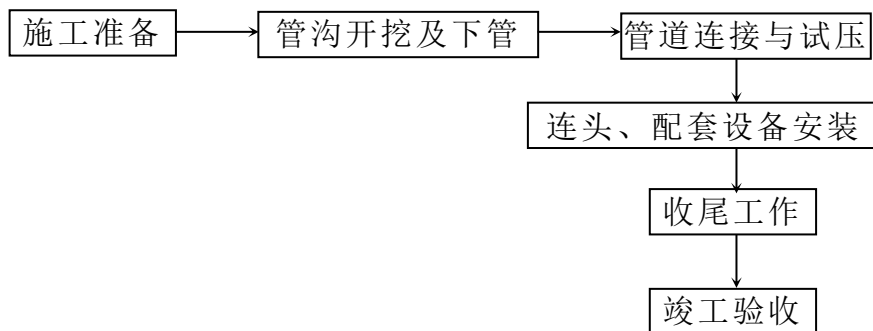 施工准备
管沟开挖及下管
管道连接与试压
连头、配套设备安装
收尾工作
竣工验收